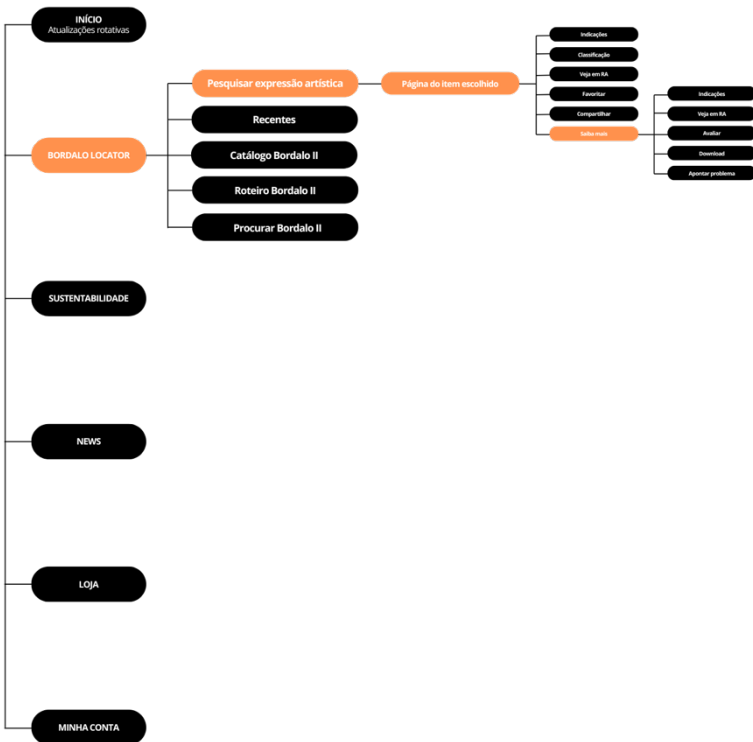 INÍCIO
Atualizações rotativas
BORDALO LOCATOR
Pesquisar expressão artística
Recentes
Catálogo Bordalo II
Roteiro Bordalo II
Procurar Bordalo II
Página do item escolhido
Indicações
Classificação
Veja em RA
Favoritar
Compartilhar
Saiba mais
Indicações
Veja em RA
Avaliar
Download
Apontar problema
SUSTENTABILIDADE
NEWS
LOJA
MINHA CONTA